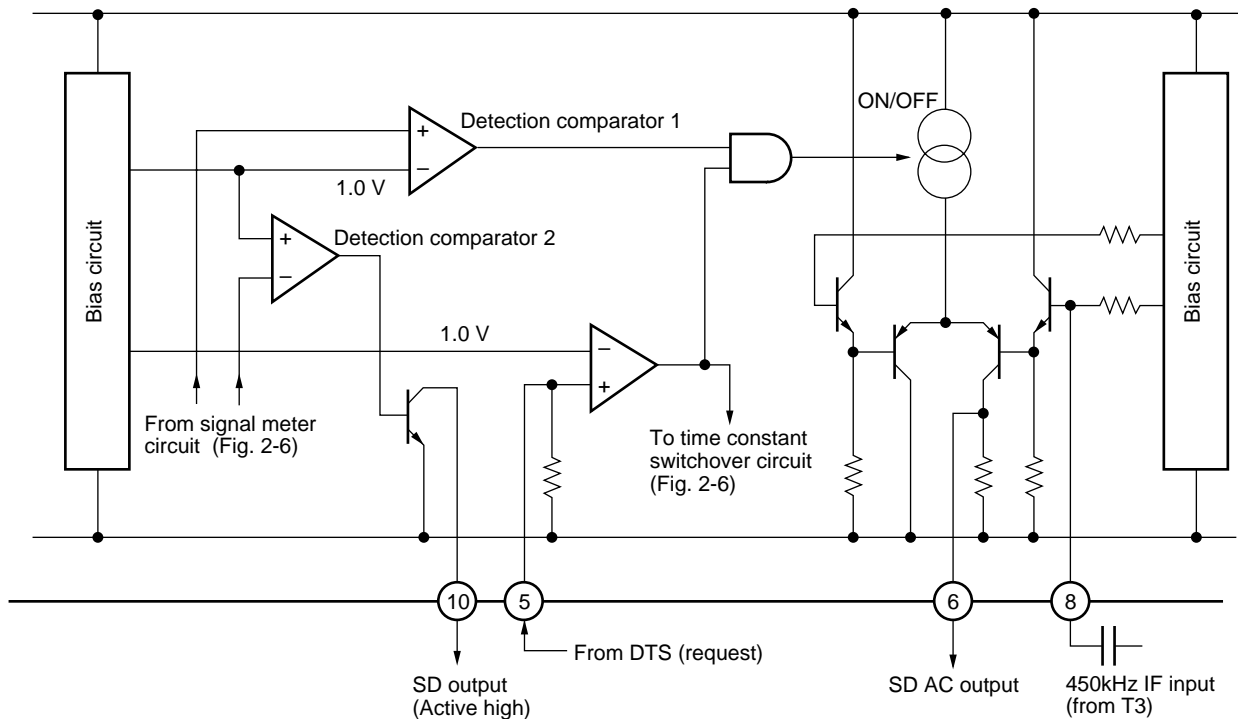 ON/OFF
Detection comparator 1
+
−
1.0 V
Bias circuit
Detection comparator 2
+
−
Bias circuit
1.0 V
−
+
From signal meter
circuit (Fig. 2-6)
To time constant
switchover circuit
(Fig. 2-6)
10
5
6
8
From DTS (request)
SD output
(Active high)
SD AC output
450kHz IF input
(from T3)